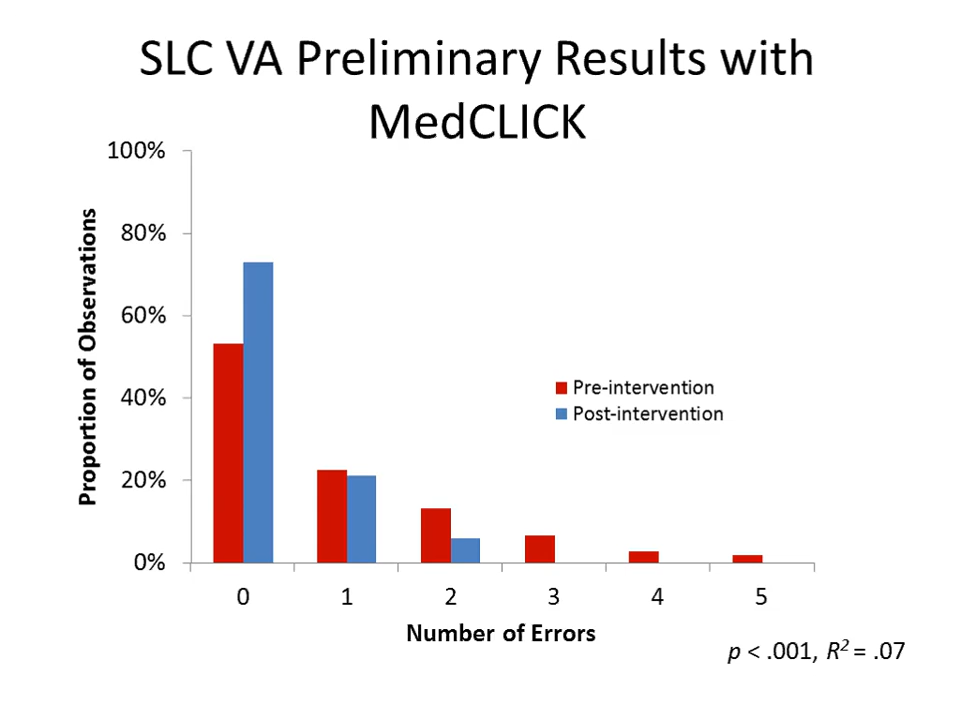 SLC VA Preliminary Results with
MedCLICK
100%
80%
60%
40%
20%
0%
Proportion of Observations
Pre-intervention
Post-intervention
0 1 2 3 4 5
Number of Errors
p < .001, R² = .07